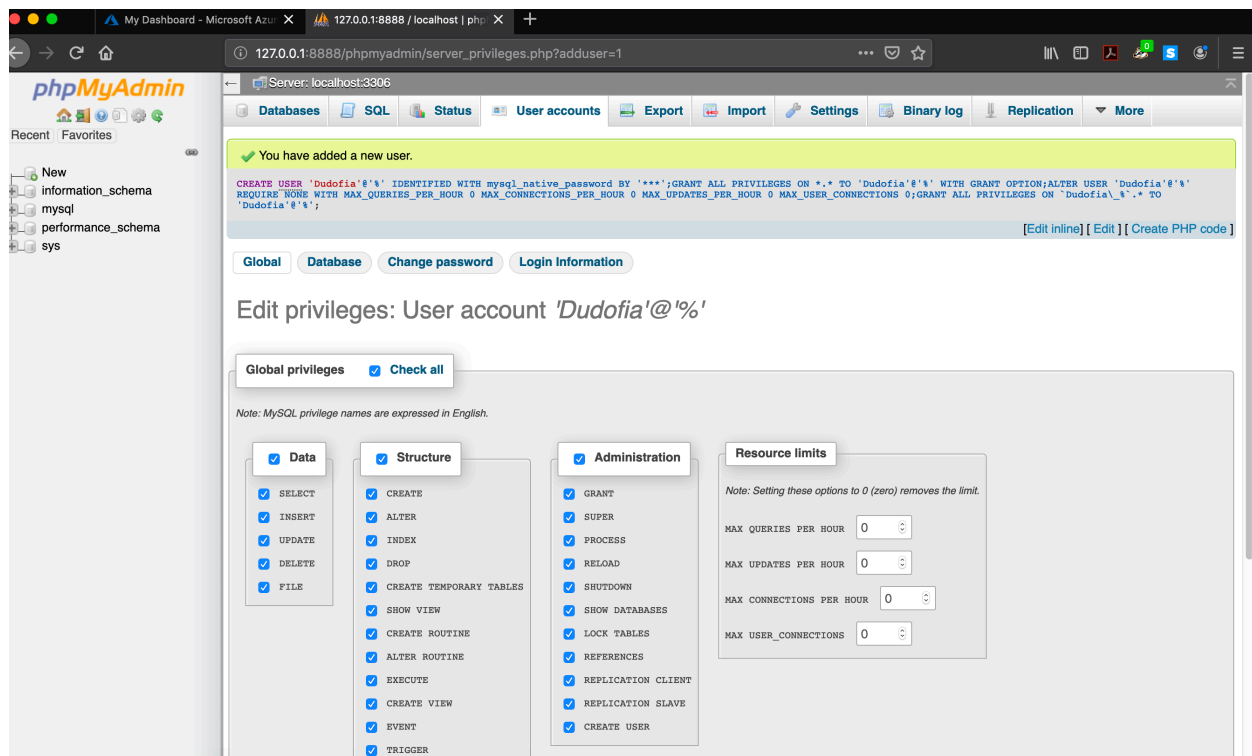 My Dashboard - Microsoft Azur
127.0.0.1:8888 / localhost | php
127.0.0.1:8888/phpmyadmin/server_privileges.php?adduser=1
0
S
phpMyAdmin
Recent Favorites
New
information_schema
mysql
performance_schema
sys
Server: localhost:3306
Databases SQL Status User accounts Export Import Settings Binary log Replication More
You have added a new user.
CREATE USER 'Dudofia'@'%' IDENTIFIED WITH mysql_native_password BY '***';GRANT ALL PRIVILEGES ON *.* TO 'Dudofia'@'%' WITH GRANT OPTION;ALTER USER 'Dudofia'@'%'
REQUIRE NONE WITH MAX_QUERIES_PER_HOUR 0 MAX_CONNECTIONS_PER_HOUR 0 MAX_UPDATES_PER_HOUR 0 MAX_USER_CONNECTIONS 0;GRANT ALL PRIVILEGES ON `Dudofia\_%`.* TO
'Dudofia'@'%';
[Edit inline] [ Edit ] [ Create PHP code ]
Global Database Change password Login Information
Edit privileges: User account 'Dudofia'@'%'
Global privileges Check all
Note: MySQL privilege names are expressed in English.
Data
SELECT
INSERT
UPDATE
DELETE
FILE
Structure
CREATE
ALTER
INDEX
DROP
CREATE TEMPORARY TABLES
SHOW VIEW
CREATE ROUTINE
ALTER ROUTINE
EXECUTE
CREATE VIEW
EVENT
TRIGGER
Administration
GRANT
SUPER
PROCESS
RELOAD
SHUTDOWN
SHOW DATABASES
LOCK TABLES
REFERENCES
REPLICATION CLIENT
REPLICATION SLAVE
CREATE USER
Resource limits
Note: Setting these options to 0 (zero) removes the limit.
MAX QUERIES PER HOUR 0
MAX UPDATES PER HOUR 0
MAX CONNECTIONS PER HOUR 0
MAX USER_CONNECTIONS 0